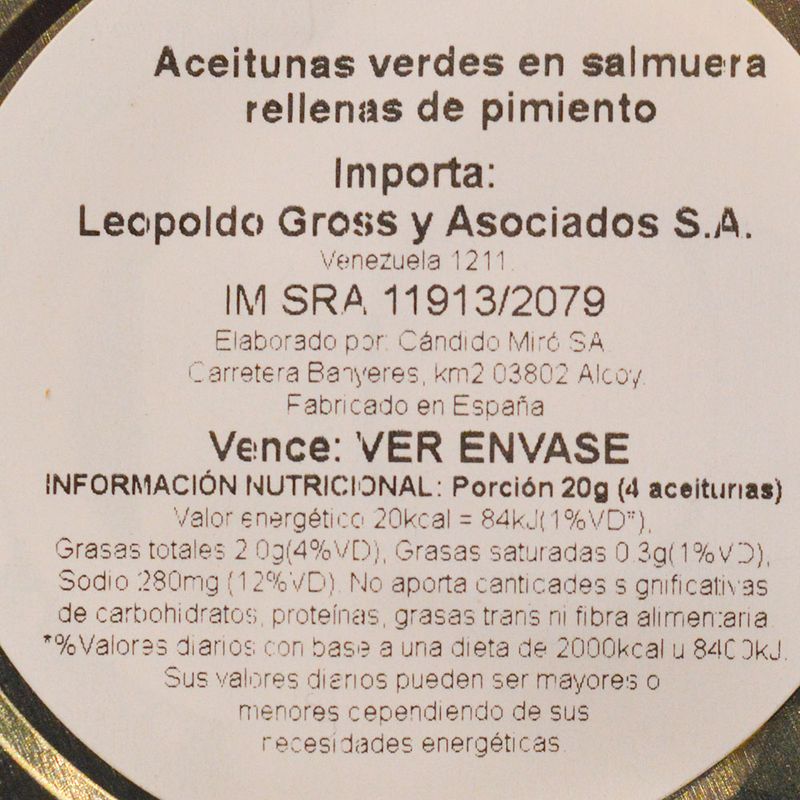 Aceitunas verdes en salmuera
rellenas de pimiento
Importa:
Leopoldo Gross y Asociados S.A.
Venezuela 1211.
IM SRA 11913/2079
Elaborado por: Cándido Miró SA
Carretera Banyeres, km2 03802 Alcoy.
Fabricado en España
Vence: VER ENVASE
INFORMACIÓN NUTRICIONAL: Porción 20g (4 aceitunas)
Valor energético 20kcal = 84kJ(1%VD*),
Grasas totales 2.0g(4%VD), Grasas saturadas 0.3g(1%VD),
Sodio 280mg (12%VD). No aporta cantidades significativas
de carbohidratos, proteínas, grasas trans ni fibra alimentaria.
*%Valores diarios con base a una dieta de 2000kcal u 8400kJ.
Sus valores diarios pueden ser mayores o
menores dependiendo de sus
necesidades energéticas.